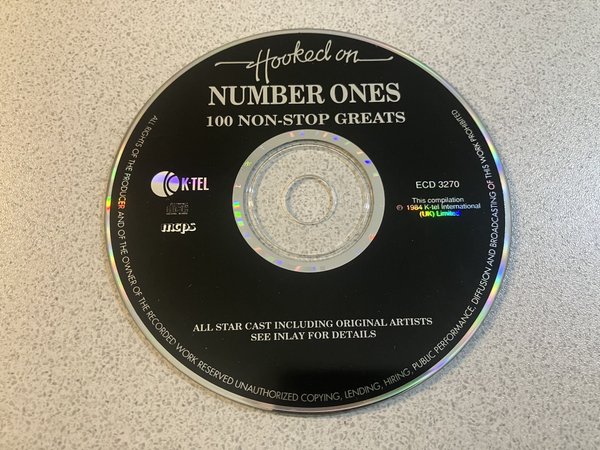 Hooked on
NUMBER ONES
100 NON-STOP GREATS
K-TEL
mcps
ECD 3270
This compilation
℗ 1984 K-tel International
(UK) Limited
ALL STAR CAST INCLUDING ORIGINAL ARTISTS
SEE INLAY FOR DETAILS
ALL RIGHTS OF THE PRODUCER AND OF THE OWNER OF THE RECORDED WORK RESERVED UNAUTHORIZED COPYING, LENDING, HIRING, PUBLIC PERFORMANCE, DIFFUSION AND BROADCASTING OF THIS WORK PROHIBITED